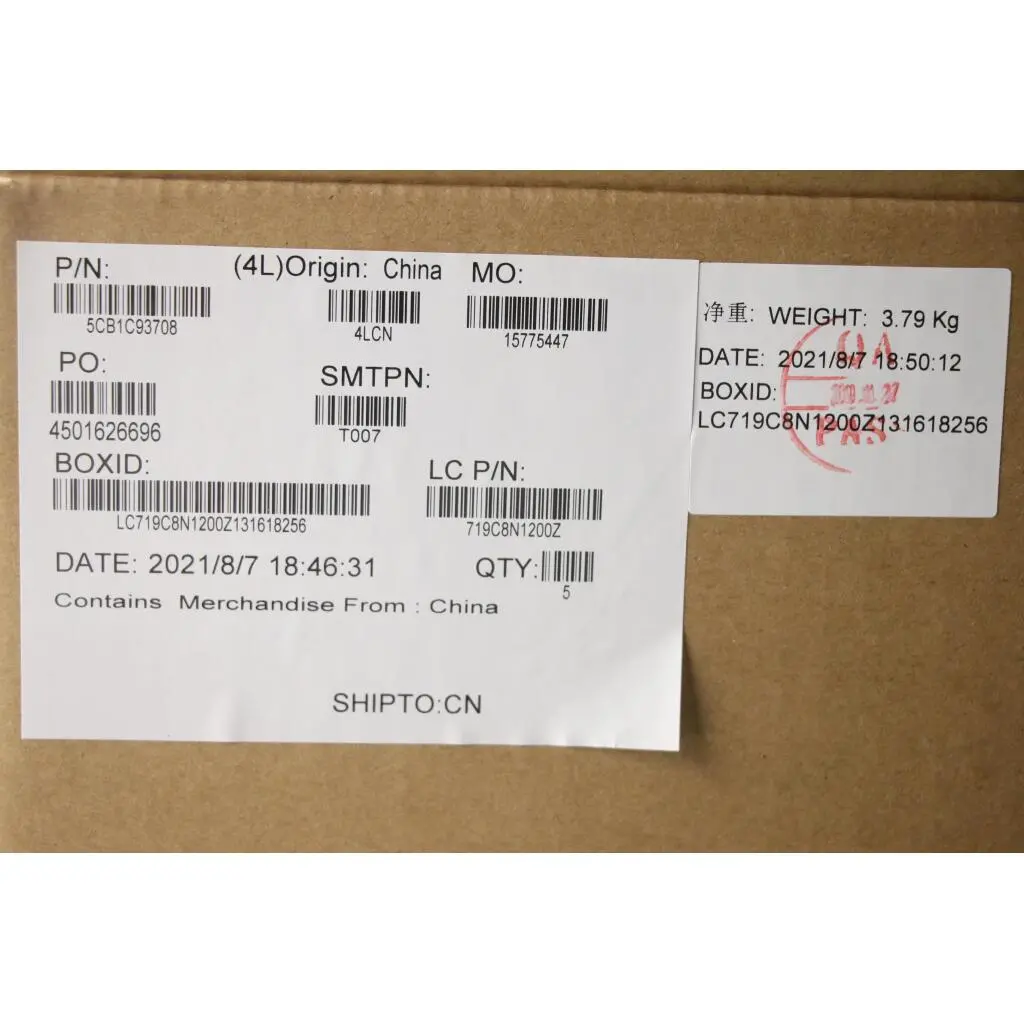 P/N: (4L)Origin: China MO:
5CB1C93708 4LCN 15775447
PO: SMTPN:
4501626696 T007
BOXID: LC P/N:
LC719C8N1200Z131618256 719C8N1200Z
DATE: 2021/8/7 18:46:31 QTY:
5
Contains Merchandise From : China
SHIPTO:CN
净重: WEIGHT: 3.79 Kg
DATE: 2021/8/7 18:50:12
BOXID:
LC719C8N1200Z131618256
QA
PAS